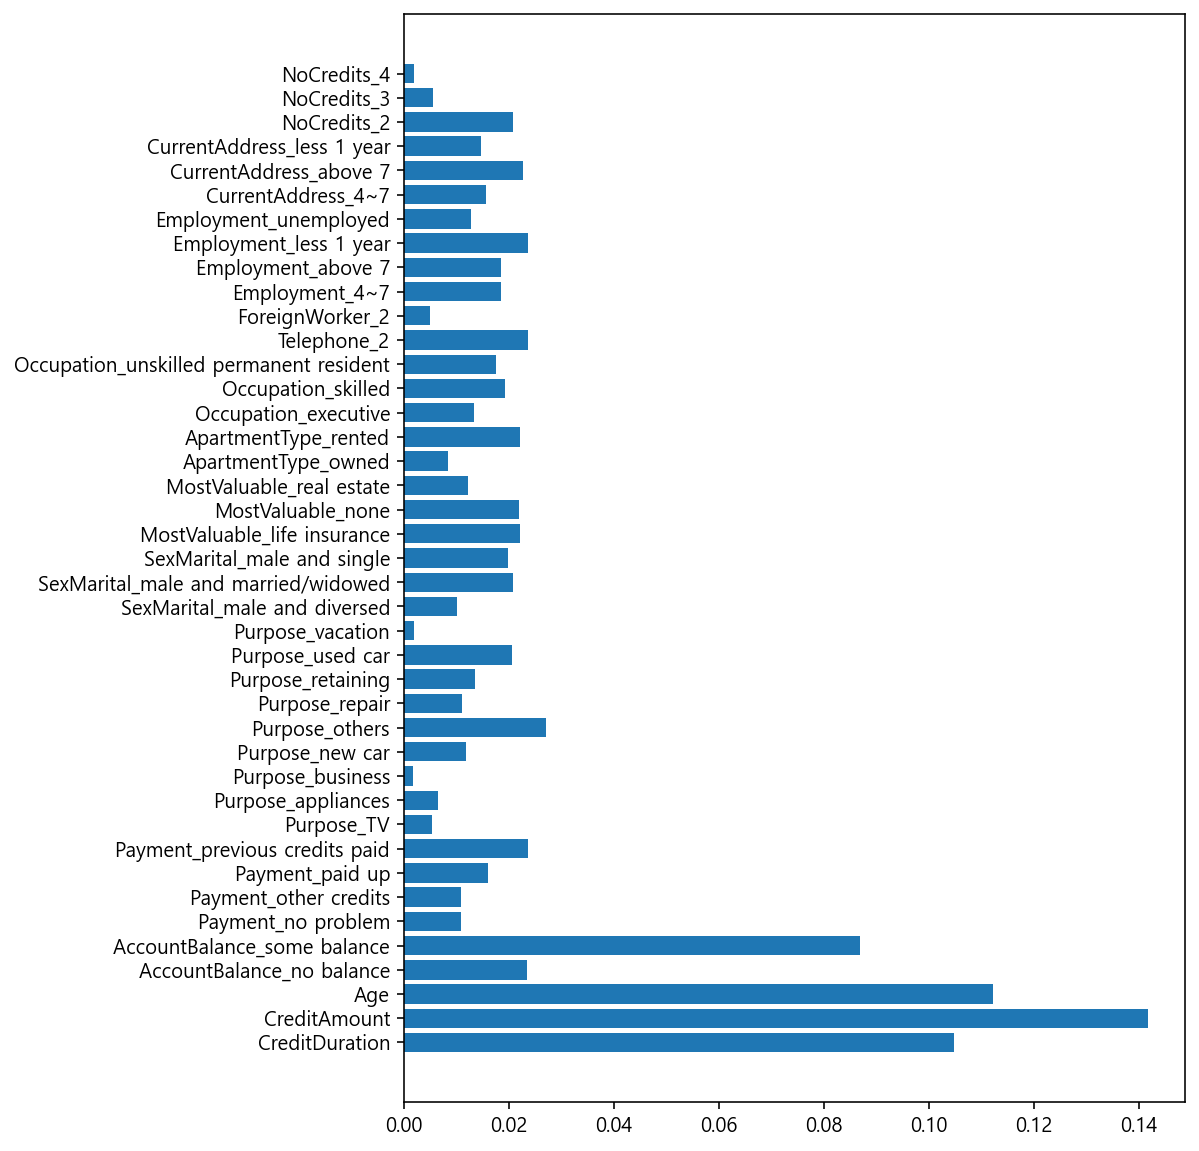 NoCredits_4
NoCredits_3
NoCredits_2
CurrentAddress_less 1 year
CurrentAddress_above 7
CurrentAddress_4~7
Employment_unemployed
Employment_less 1 year
Employment_above 7
Employment_4~7
ForeignWorker_2
Telephone_2
Occupation_unskilled permanent resident
Occupation_skilled
Occupation_executive
ApartmentType_rented
ApartmentType_owned
MostValuable_real estate
MostValuable_none
MostValuable_life insurance
SexMarital_male and single
SexMarital_male and married/widowed
SexMarital_male and diversed
Purpose_vacation
Purpose_used car
Purpose_retaining
Purpose_repair
Purpose_others
Purpose_new car
Purpose_business
Purpose_appliances
Purpose_TV
Payment_previous credits paid
Payment_paid up
Payment_other credits
Payment_no problem
AccountBalance_some balance
AccountBalance_no balance
Age
CreditAmount
CreditDuration
0.00 0.02 0.04 0.06 0.08 0.10 0.12 0.14